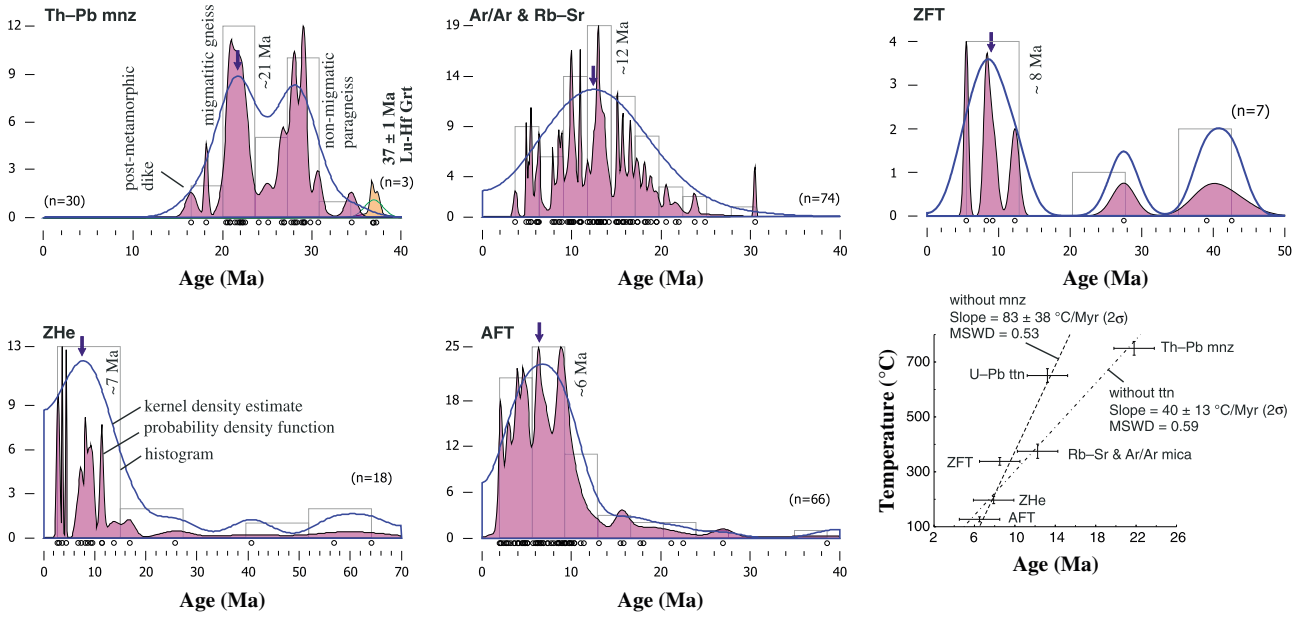 Th–Pb mnz
12
9
6
3
0
post-metamorphic
dike
migmatitic gneiss
~21 Ma
non-migmatic
paragneiss
37 ± 1 Ma
Lu-Hf Grt
(n=3)
(n=30)
0 10 20 30 40
Age (Ma)
Ar/Ar & Rb–Sr
19
14
9
4
0
~12 Ma
(n=74)
0 10 20 30 40
Age (Ma)
ZFT
4
3
2
1
0
~ 8 Ma
(n=7)
0 10 20 30 40 50
Age (Ma)
ZHe
13
9
6
3
0
~7 Ma
kernel density estimate
probability density function
histogram
(n=18)
0 10 20 30 40 50 60 70
Age (Ma)
AFT
25
18
12
6
0
~6 Ma
(n=66)
0 10 20 30 40
Age (Ma)
without mnz
Slope = 83 ± 38 °C/Myr (2σ)
MSWD = 0.53
Temperature (°C)
700
500
300
100
Th–Pb mnz
U–Pb ttn
without ttn
Slope = 40 ± 13 °C/Myr (2σ)
MSWD = 0.59
Rb–Sr & Ar/Ar mica
ZFT
ZHe
AFT
2 6 10 14 18 22 26
Age (Ma)